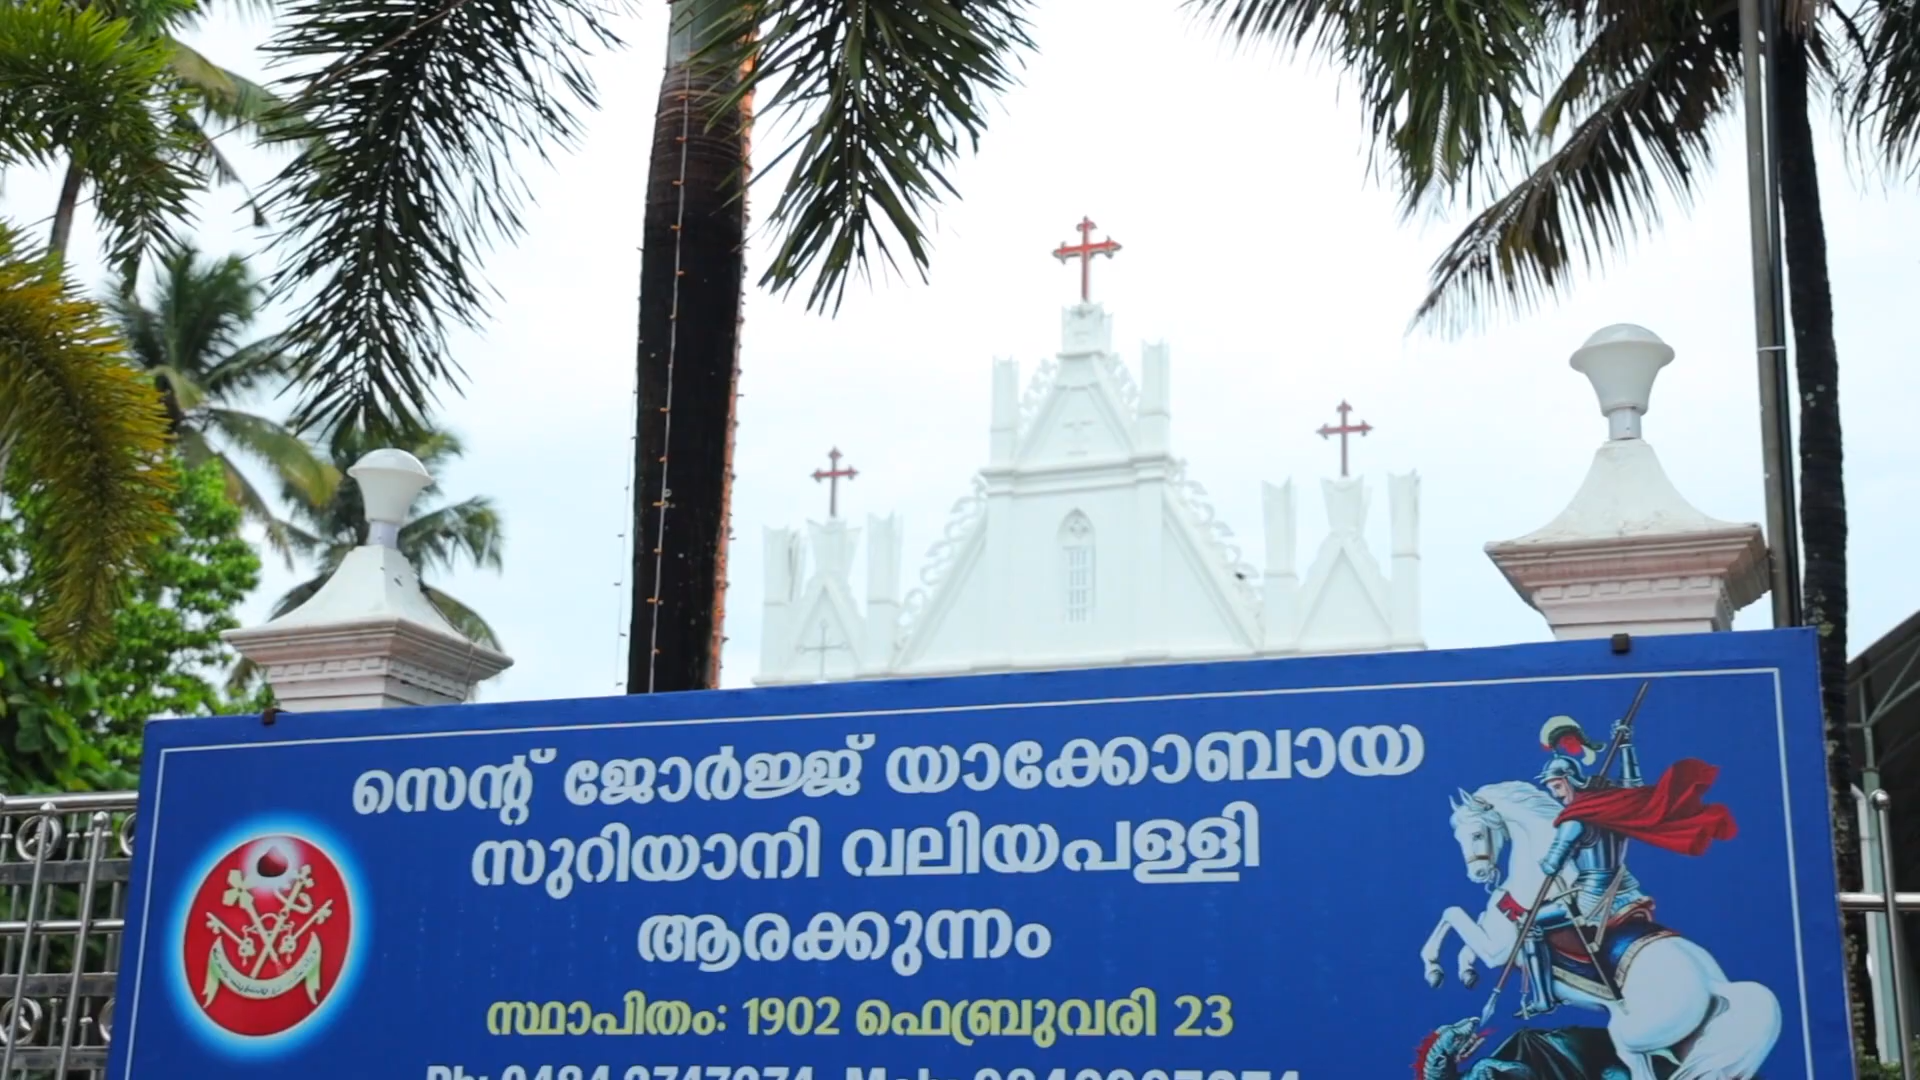 സെന്റ് ജോർജ്ജ് യാക്കോബായ
സുറിയാനി വലിയപള്ളി
ആരക്കുന്നം
സ്ഥാപിതം: 1902 ഫെബ്രുവരി 23